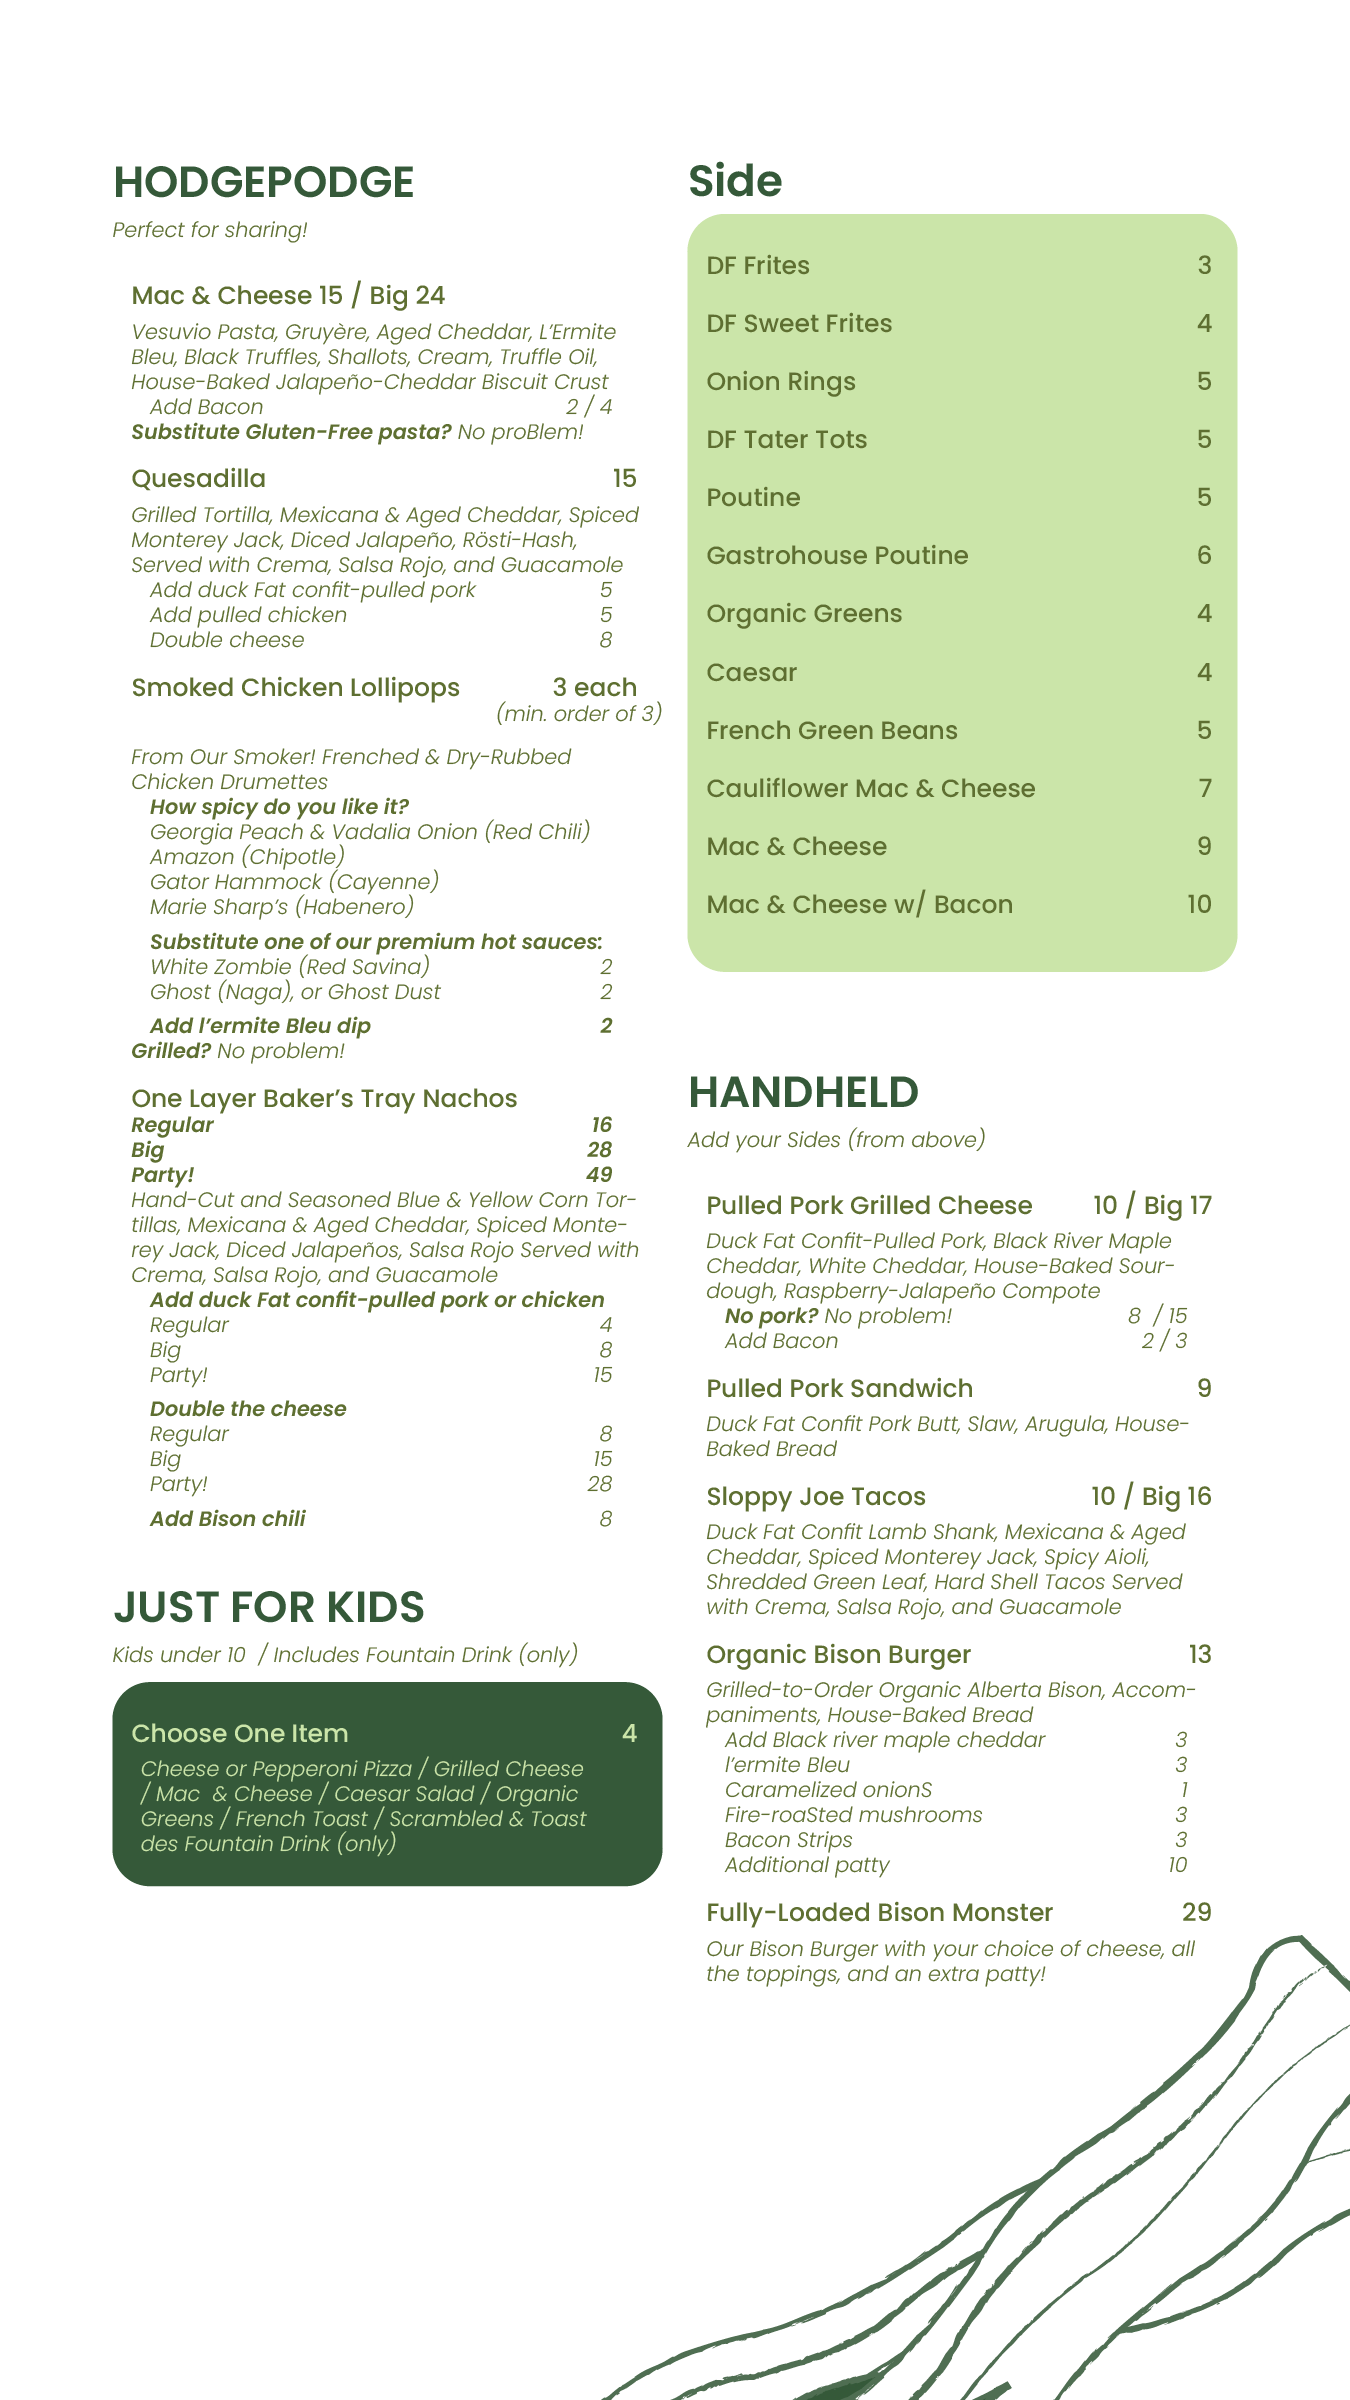 HODGEPODGE
Perfect for sharing!
Mac & Cheese 15 / Big 24
Vesuvio Pasta, Gruyère, Aged Cheddar, L’Ermite
Bleu, Black Truffles, Shallots, Cream, Truffle Oil,
House-Baked Jalapeño-Cheddar Biscuit Crust
Add Bacon 2 / 4
Substitute Gluten-Free pasta? No proBlem!
Quesadilla 15
Grilled Tortilla, Mexicana & Aged Cheddar, Spiced
Monterey Jack, Diced Jalapeño, Rösti-Hash,
Served with Crema, Salsa Rojo, and Guacamole
Add duck Fat confit-pulled pork 5
Add pulled chicken 5
Double cheese 8
Smoked Chicken Lollipops 3 each
(min. order of 3)
From Our Smoker! Frenched & Dry-Rubbed
Chicken Drumettes
How spicy do you like it?
Georgia Peach & Vadalia Onion (Red Chili)
Amazon (Chipotle)
Gator Hammock (Cayenne)
Marie Sharp’s (Habenero)
Substitute one of our premium hot sauces:
White Zombie (Red Savina) 2
Ghost (Naga), or Ghost Dust 2
Add l’ermite Bleu dip 2
Grilled? No problem!
One Layer Baker’s Tray Nachos
Regular 16
Big 28
Party! 49
Hand-Cut and Seasoned Blue & Yellow Corn Tor-
tillas, Mexicana & Aged Cheddar, Spiced Monte-
rey Jack, Diced Jalapeños, Salsa Rojo Served with
Crema, Salsa Rojo, and Guacamole
Add duck Fat confit-pulled pork or chicken
Regular 4
Big 8
Party! 15
Double the cheese
Regular 8
Big 15
Party! 28
Add Bison chili 8
JUST FOR KIDS
Kids under 10 / Includes Fountain Drink (only)
Choose One Item 4
Cheese or Pepperoni Pizza / Grilled Cheese
/ Mac & Cheese / Caesar Salad / Organic
Greens / French Toast / Scrambled & Toast
des Fountain Drink (only)
Side
DF Frites 3
DF Sweet Frites 4
Onion Rings 5
DF Tater Tots 5
Poutine 5
Gastrohouse Poutine 6
Organic Greens 4
Caesar 4
French Green Beans 5
Cauliflower Mac & Cheese 7
Mac & Cheese 9
Mac & Cheese w/ Bacon 10
HANDHELD
Add your Sides (from above)
Pulled Pork Grilled Cheese 10 / Big 17
Duck Fat Confit-Pulled Pork, Black River Maple
Cheddar, White Cheddar, House-Baked Sour-
dough, Raspberry-Jalapeño Compote
No pork? No problem! 8 / 15
Add Bacon 2 / 3
Pulled Pork Sandwich 9
Duck Fat Confit Pork Butt, Slaw, Arugula, House-
Baked Bread
Sloppy Joe Tacos 10 / Big 16
Duck Fat Confit Lamb Shank, Mexicana & Aged
Cheddar, Spiced Monterey Jack, Spicy Aioli,
Shredded Green Leaf, Hard Shell Tacos Served
with Crema, Salsa Rojo, and Guacamole
Organic Bison Burger 13
Grilled-to-Order Organic Alberta Bison, Accom-
paniments, House-Baked Bread
Add Black river maple cheddar 3
l’ermite Bleu 3
Caramelized onionS 1
Fire-roaSted mushrooms 3
Bacon Strips 3
Additional patty 10
Fully-Loaded Bison Monster 29
Our Bison Burger with your choice of cheese, all
the toppings, and an extra patty!